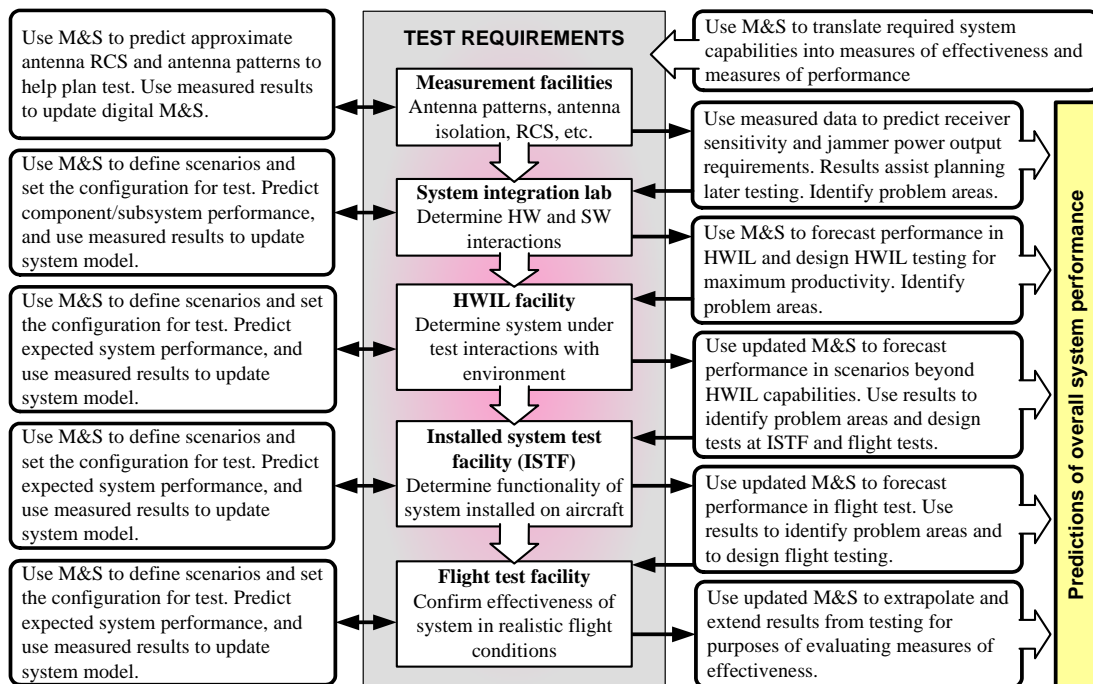 Use M&S to predict approximate
antenna RCS and antenna patterns to
help plan test. Use measured results
to update digital M&S.
Use M&S to define scenarios and
set the configuration for test. Predict
component/subsystem performance,
and use measured results to update
system model.
Use M&S to define scenarios and set
the configuration for test. Predict
expected system performance, and
use measured results to update
system model.
Use M&S to define scenarios and
set the configuration for test. Predict
expected system performance, and
use measured results to update
system model.
Use M&S to define scenarios and set
the configuration for test. Predict
expected system performance, and
use measured results to update
system model.
TEST REQUIREMENTS
Measurement facilities
Antenna patterns, antenna
isolation, RCS, etc.
System integration lab
Determine HW and SW
interactions
HWIL facility
Determine system under
test interactions with
environment
Installed system test
facility (ISTF)
Determine functionality of
system installed on aircraft
Flight test facility
Confirm effectiveness of
system in realistic flight
conditions
Use M&S to translate required system
capabilities into measures of effectiveness and
measures of performance
Use measured data to predict receiver
sensitivity and jammer power output
requirements. Results assist planning
later testing. Identify problem areas.
Use M&S to forecast performance in
HWIL and design HWIL testing for
maximum productivity. Identify
problem areas.
Use updated M&S to forecast
performance in scenarios beyond
HWIL capabilities. Use results to
identify problem areas and design
tests at ISTF and flight tests.
Use updated M&S to forecast
performance in flight test. Use
results to identify problem areas and
to design flight testing.
Use updated M&S to extrapolate and
extend results from testing for
purposes of evaluating measures of
effectiveness.
Predictions of overall system performance